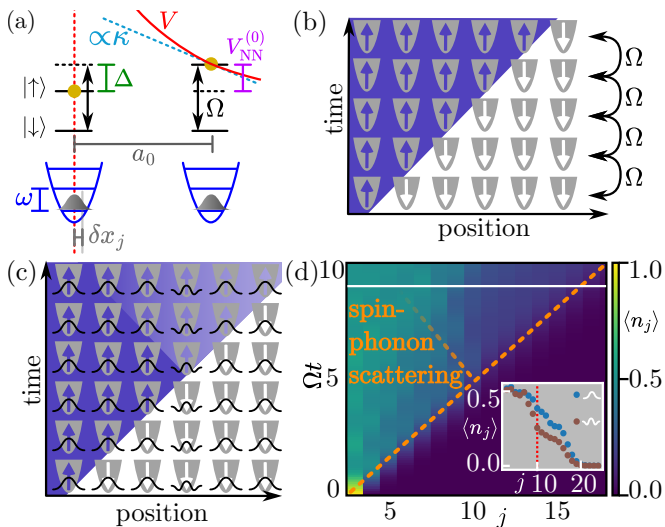 (a)
V
∝κ
V_NN^(0)
Δ
|↑⟩
Ω
|↓⟩
a₀
ω
δx_j
(b)
time
Ω
Ω
Ω
Ω
position
(c)
time
position
(d)
10
5
0
Ωt
spin-
phonon
scattering
0.5
⟨n_j⟩
0.0
j 10 20
5 10 j 15
1.0
⟨n_j⟩
0.5
0.0